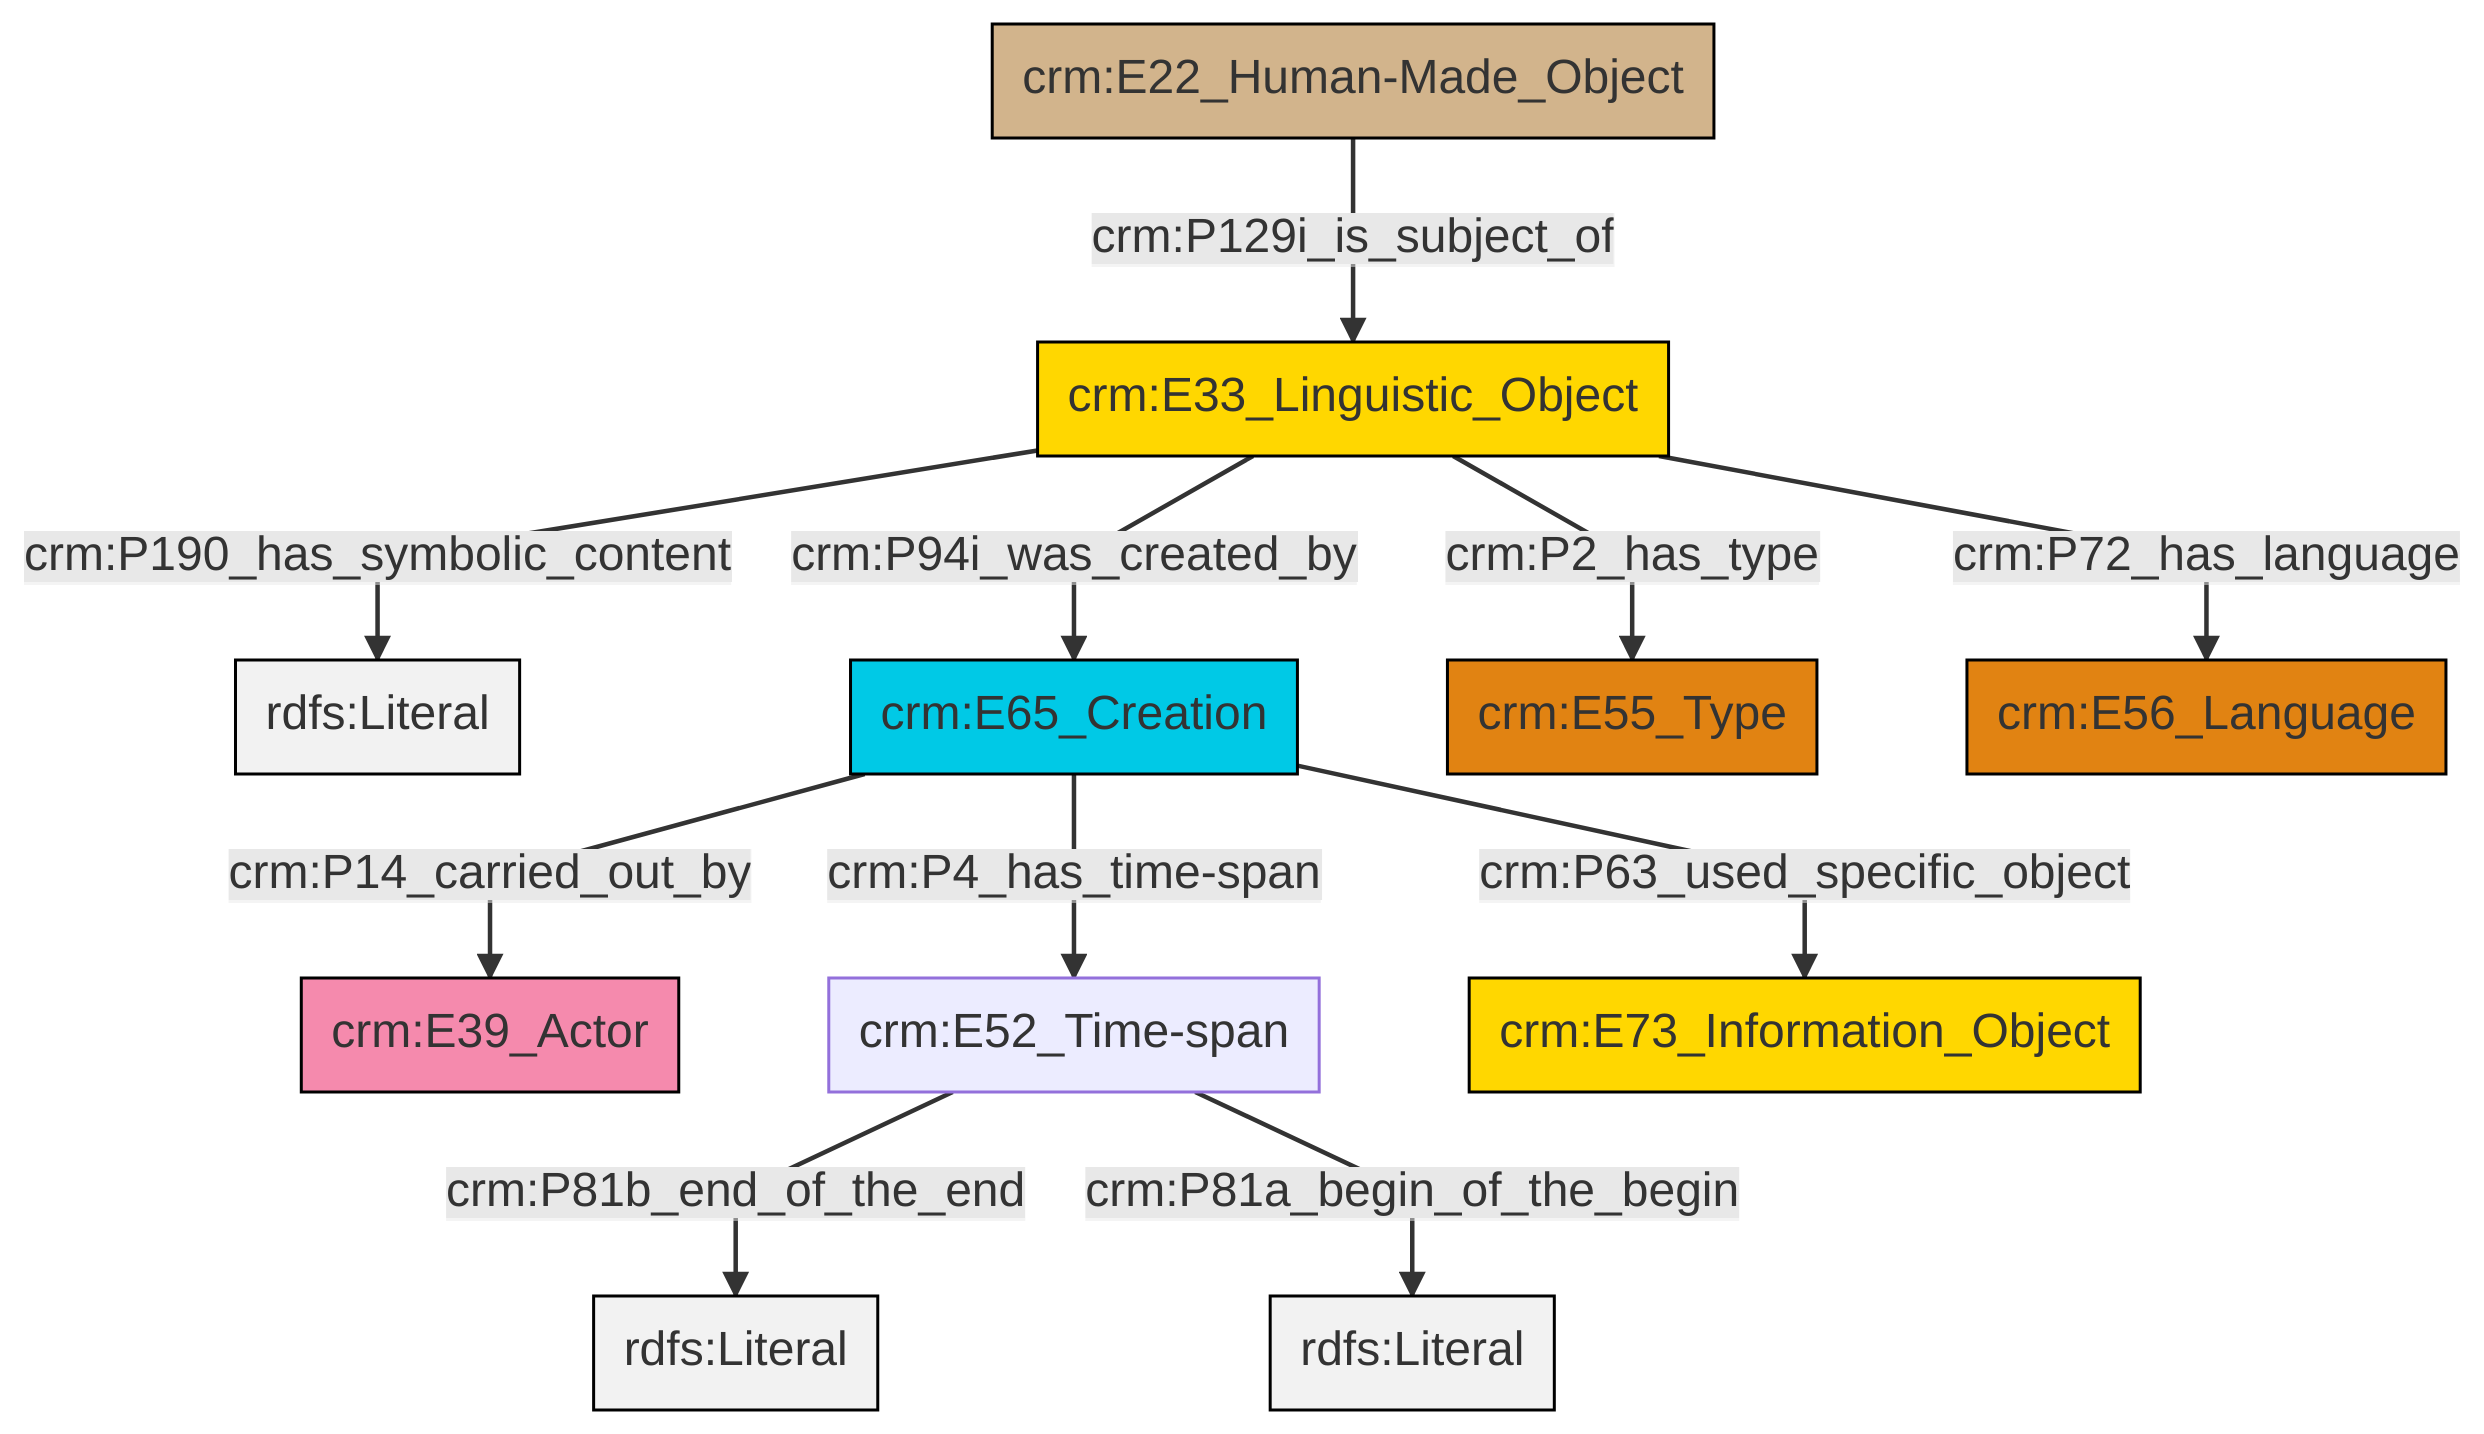 crm:E22_Human-Made_Object
crm:P129i_is_subject_of
crm:E33_Linguistic_Object
crm:P190_has_symbolic_content
crm:P94i_was_created_by
crm:P2_has_type
crm:P72_has_language
rdfs:Literal
crm:E65_Creation
crm:E55_Type
crm:E56_Language
crm:P14_carried_out_by
crm:P4_has_time-span
crm:P63_used_specific_object
crm:E39_Actor
crm:E52_Time-span
crm:E73_Information_Object
crm:P81b_end_of_the_end
crm:P81a_begin_of_the_begin
rdfs:Literal
rdfs:Literal